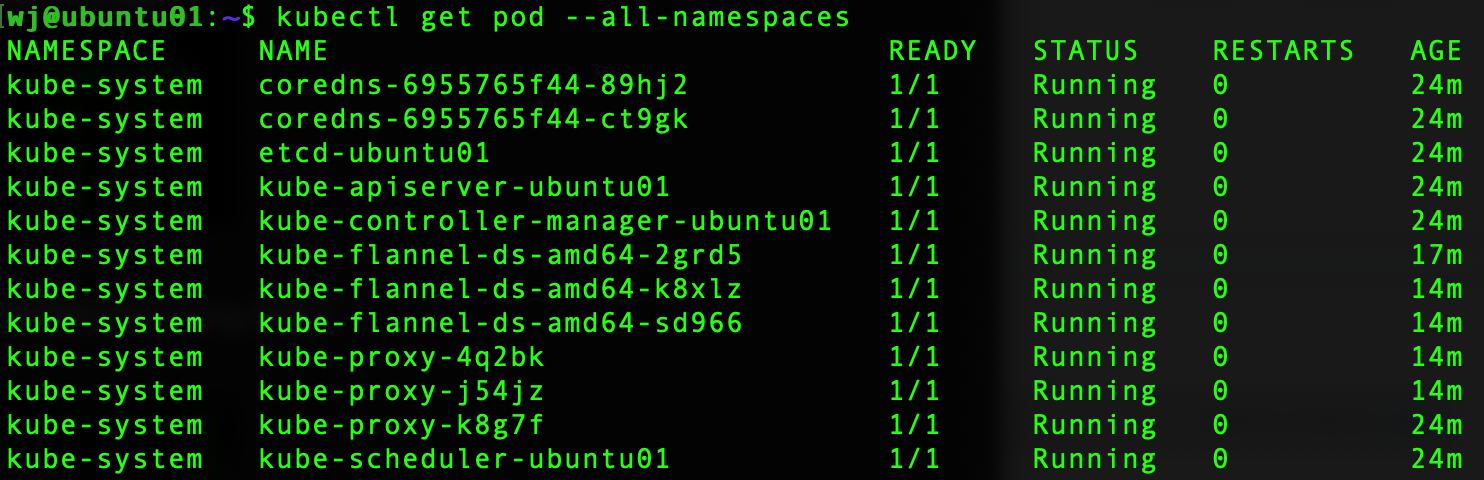 [wj@ubuntu01:~$ kubectl get pod --all-namespaces
NAMESPACE     NAME                               READY   STATUS    RESTARTS   AGE
kube-system   coredns-6955765f44-89hj2           1/1     Running   0          24m
kube-system   coredns-6955765f44-ct9gk           1/1     Running   0          24m
kube-system   etcd-ubuntu01                      1/1     Running   0          24m
kube-system   kube-apiserver-ubuntu01            1/1     Running   0          24m
kube-system   kube-controller-manager-ubuntu01   1/1     Running   0          24m
kube-system   kube-flannel-ds-amd64-2grd5        1/1     Running   0          17m
kube-system   kube-flannel-ds-amd64-k8xlz        1/1     Running   0          14m
kube-system   kube-flannel-ds-amd64-sd966        1/1     Running   0          14m
kube-system   kube-proxy-4q2bk                   1/1     Running   0          14m
kube-system   kube-proxy-j54jz                   1/1     Running   0          14m
kube-system   kube-proxy-k8g7f                   1/1     Running   0          24m
kube-system   kube-scheduler-ubuntu01            1/1     Running   0          24m